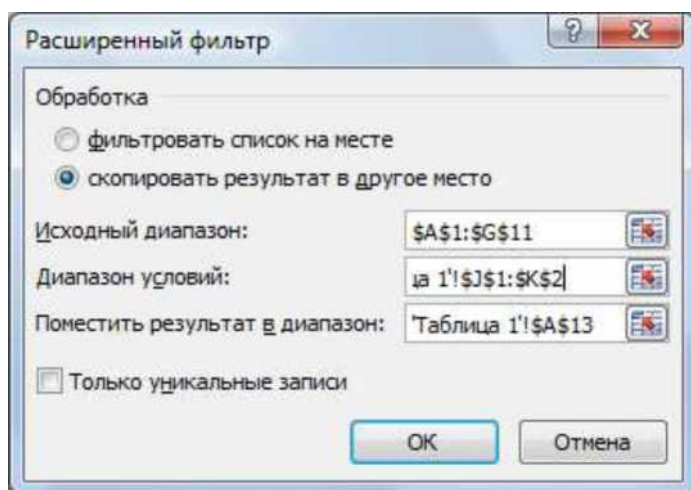 Расширенный фильтр
Обработка
фильтровать список на месте
скопировать результат в другое место
Исходный диапазон: $A$1:$G$11
Диапазон условий: ца 1'!$J$1:$K$2
Поместить результат в диапазон: 'Таблица 1'!$A$13
Только уникальные записи
ОК Отмена